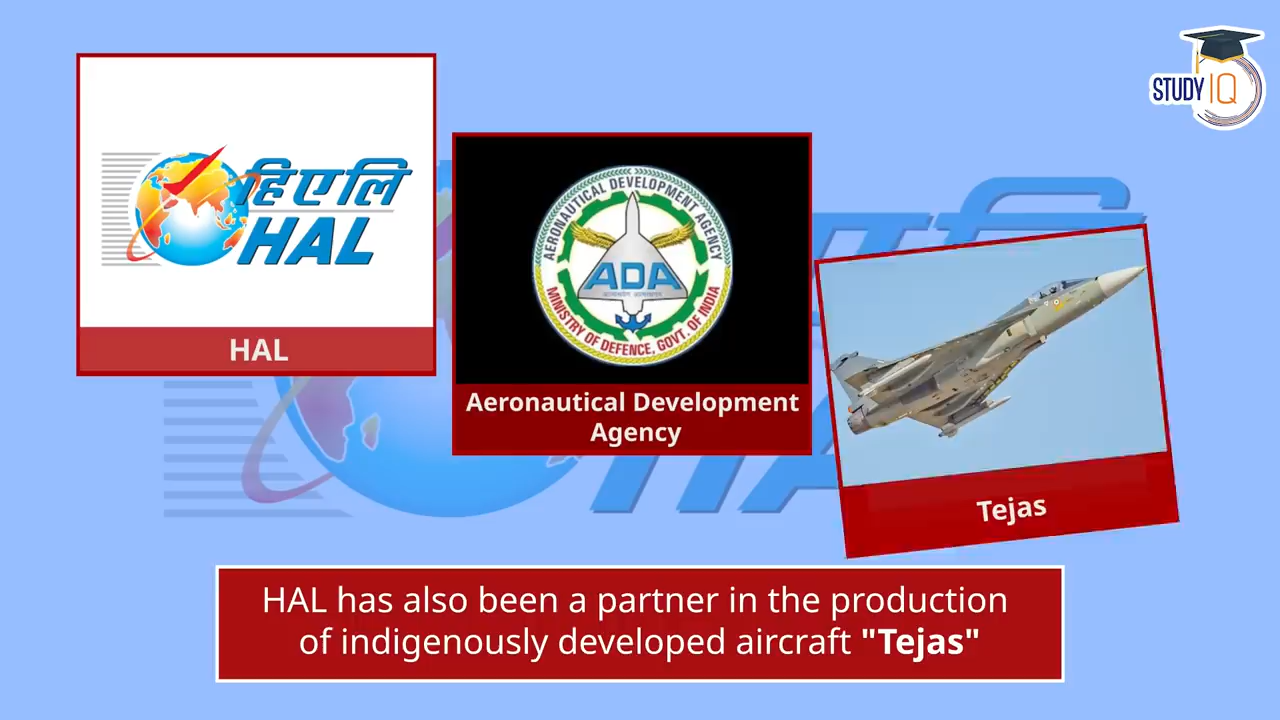 STUDY IQ
हिएलि
HAL
HAL
AERONAUTICAL DEVELOPMENT AGENCY
ADA
MINISTRY OF DEFENCE, GOVT. OF INDIA
Aeronautical Development
Agency
Tejas
HAL has also been a partner in the production
of indigenously developed aircraft "Tejas"